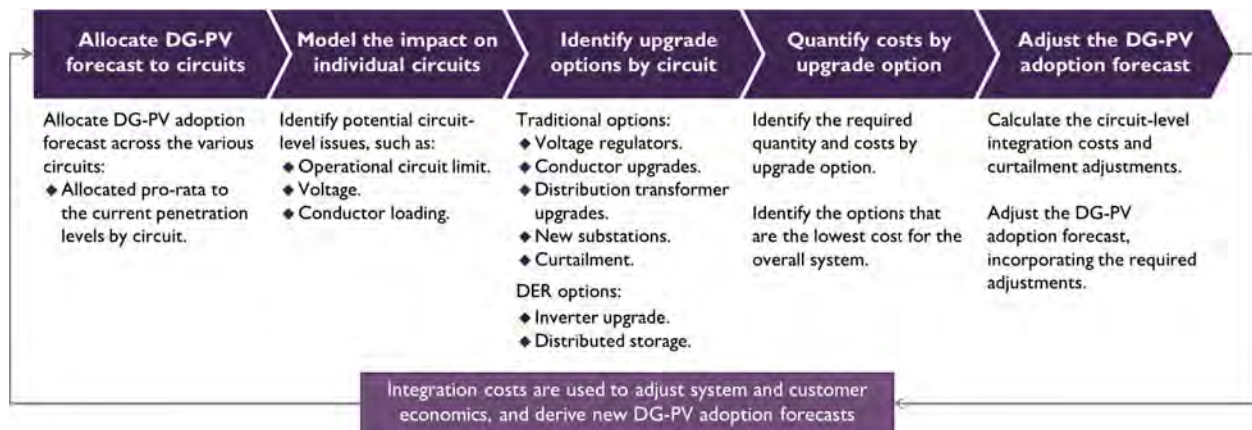 Allocate DG-PV
forecast to circuits
Model the impact on
individual circuits
Identify upgrade
options by circuit
Quantify costs by
upgrade option
Adjust the DG-PV
adoption forecast
Allocate DG-PV adoption
forecast across the various
circuits:
◆ Allocated pro-rata to
the current penetration
levels by circuit.
Identify potential circuit-
level issues, such as:
◆ Operational circuit limit.
◆ Voltage.
◆ Conductor loading.
Traditional options:
◆ Voltage regulators.
◆ Conductor upgrades.
◆ Distribution transformer
upgrades.
◆ New substations.
◆ Curtailment.
DER options:
◆ Inverter upgrade.
◆ Distributed storage.
Identify the required
quantity and costs by
upgrade option.
Identify the options that
are the lowest cost for the
overall system.
Calculate the circuit-level
integration costs and
curtailment adjustments.
Adjust the DG-PV
adoption forecast,
incorporating the required
adjustments.
Integration costs are used to adjust system and customer
economics, and derive new DG-PV adoption forecasts